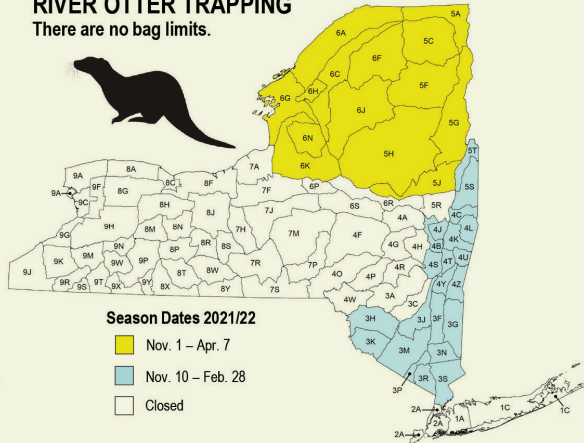 RIVER OTTER TRAPPING
There are no bag limits.
5A
6A
5C
6F
6C
5F
6H
6G
6J
5G
6N
5H
6K
5J
5T
5S
7A
9A
8A
9A
9F
8C
8F
7F
6P
8G
9C
6S
6R
5R
8H
8J
7J
4A
4C
9G
9H
8M
8N
7H
7M
4F
4J
4L
4G
4H
4B
4K
9N
8P
8R
8S
9K
9M
9W
9P
7R
7P
4R
4S
4T
4U
9J
8T
8W
4O
4P
9R
9S
9T
9Y
8X
8Y
7S
4Y
4Z
4W
3A
3C
Season Dates 2021/22
3H
3J
3F
3G
Nov. 1 – Apr. 7
3K
3M
3N
Nov. 10 – Feb. 28
3R
3S
3P
Closed
2A
1A
1C
1C
2A
2A